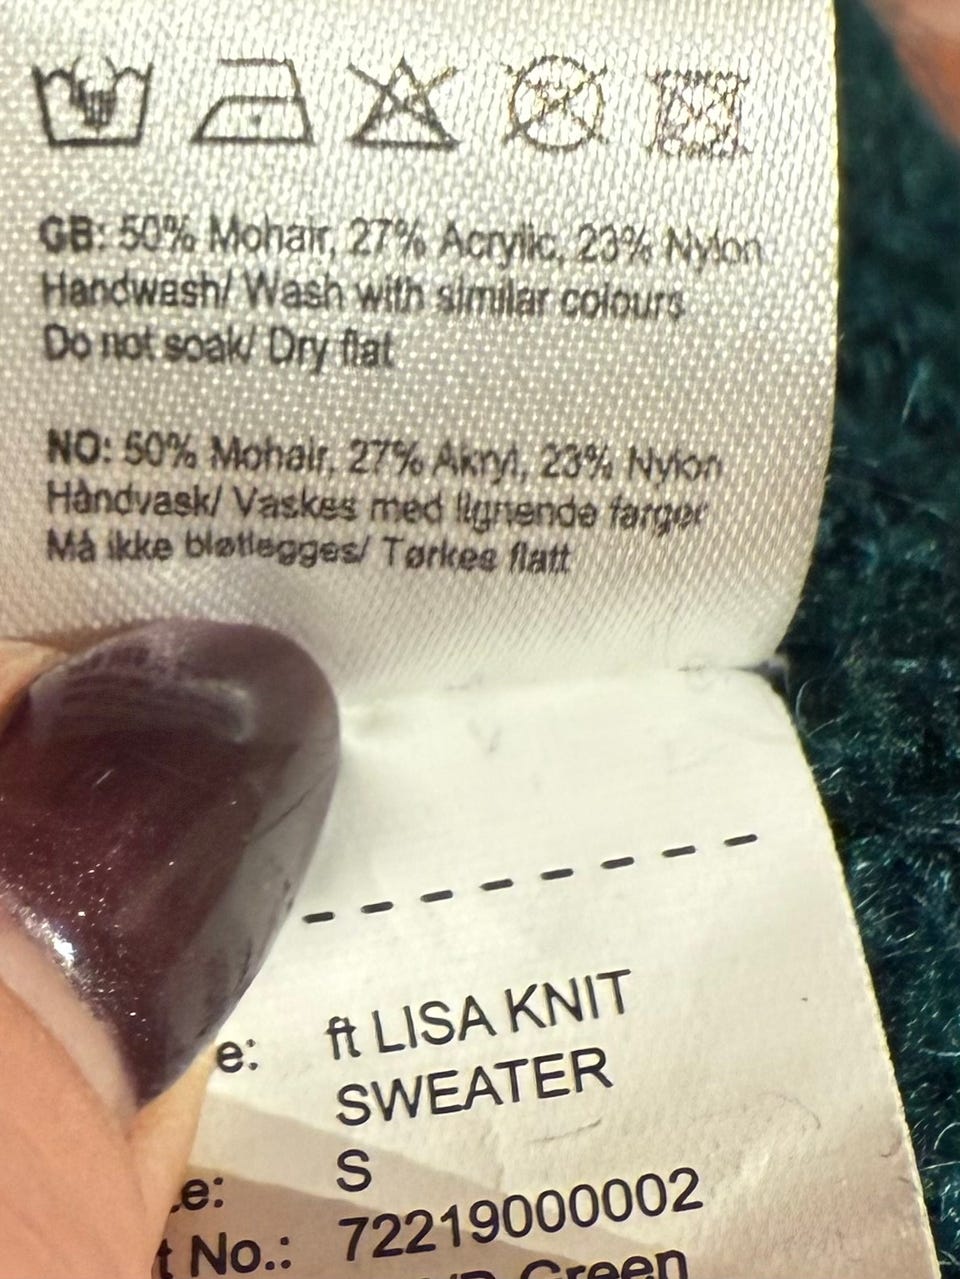 GB: 50% Mohair, 27% Acrylic, 23% Nylon
Handwash/ Wash with similar colours
Do not soak/ Dry flat
NO: 50% Mohair, 27% Akryl, 23% Nylon
Håndvask/ Vaskes med lignende farger
Må ikke bløtlegges/ Tørkes flatt
e: ft LISA KNIT
SWEATER
e: S
t No.: 72219000002
Green